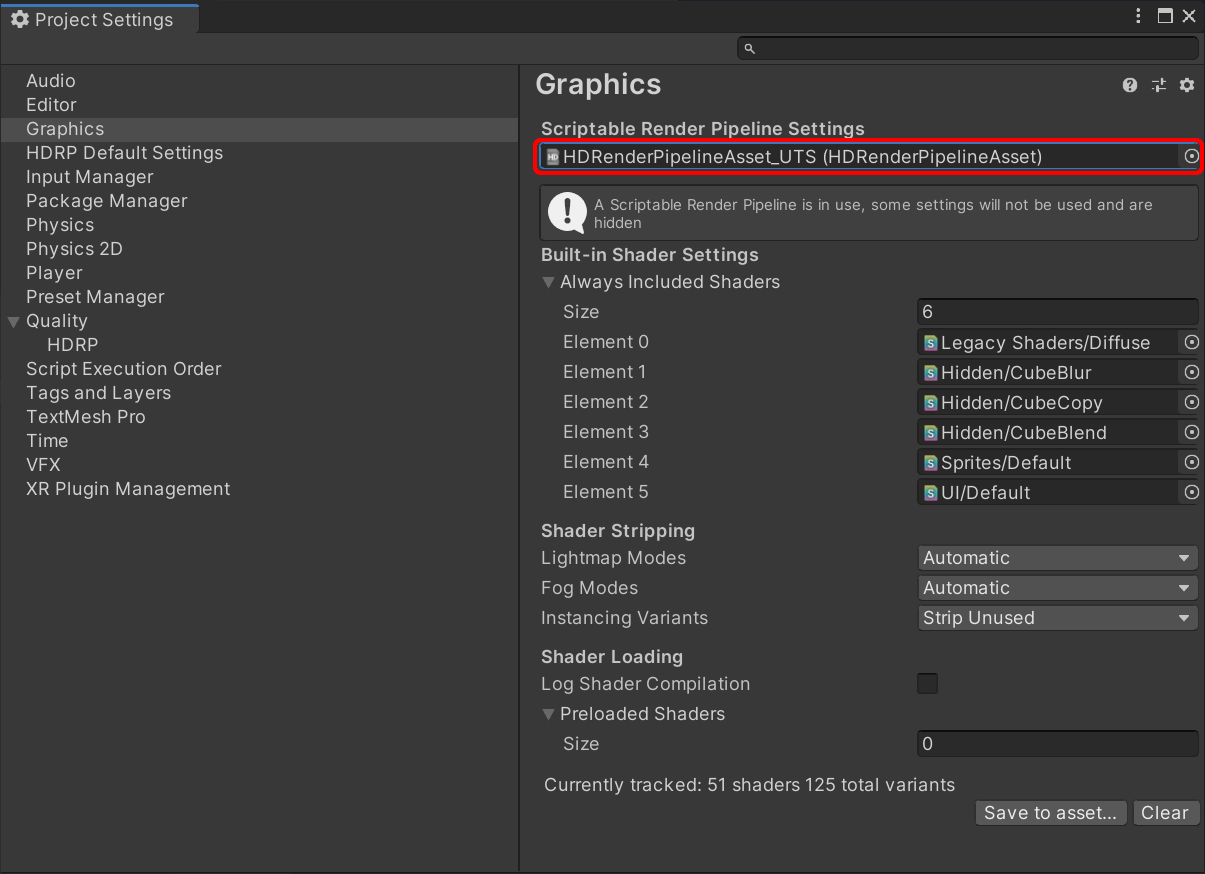 Project Settings
Audio
Editor
Graphics
HDRP Default Settings
Input Manager
Package Manager
Physics
Physics 2D
Player
Preset Manager
Quality
HDRP
Script Execution Order
Tags and Layers
TextMesh Pro
Time
VFX
XR Plugin Management
Graphics
Scriptable Render Pipeline Settings
HD HDRenderPipelineAsset_UTS (HDRenderPipelineAsset)
A Scriptable Render Pipeline is in use, some settings will not be used and are
hidden
Built-in Shader Settings
Always Included Shaders
Size 6
Element 0 S Legacy Shaders/Diffuse
Element 1 S Hidden/CubeBlur
Element 2 S Hidden/CubeCopy
Element 3 S Hidden/CubeBlend
Element 4 S Sprites/Default
Element 5 S UI/Default
Shader Stripping
Lightmap Modes Automatic
Fog Modes Automatic
Instancing Variants Strip Unused
Shader Loading
Log Shader Compilation
Preloaded Shaders
Size 0
Currently tracked: 51 shaders 125 total variants
Save to asset... Clear